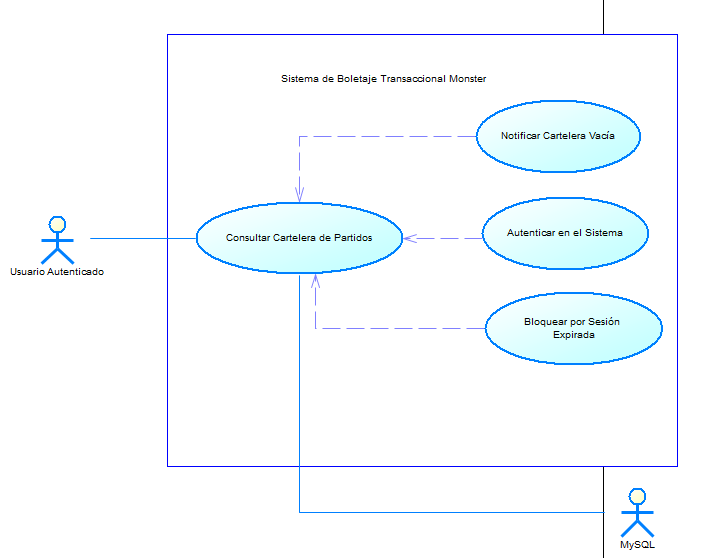 Sistema de Boletaje Transaccional Monster
Notificar Cartelera Vacía
Autenticar en el Sistema
Consultar Cartelera de Partidos
Usuario Autenticado
Bloquear por Sesión
Expirada
MySQL